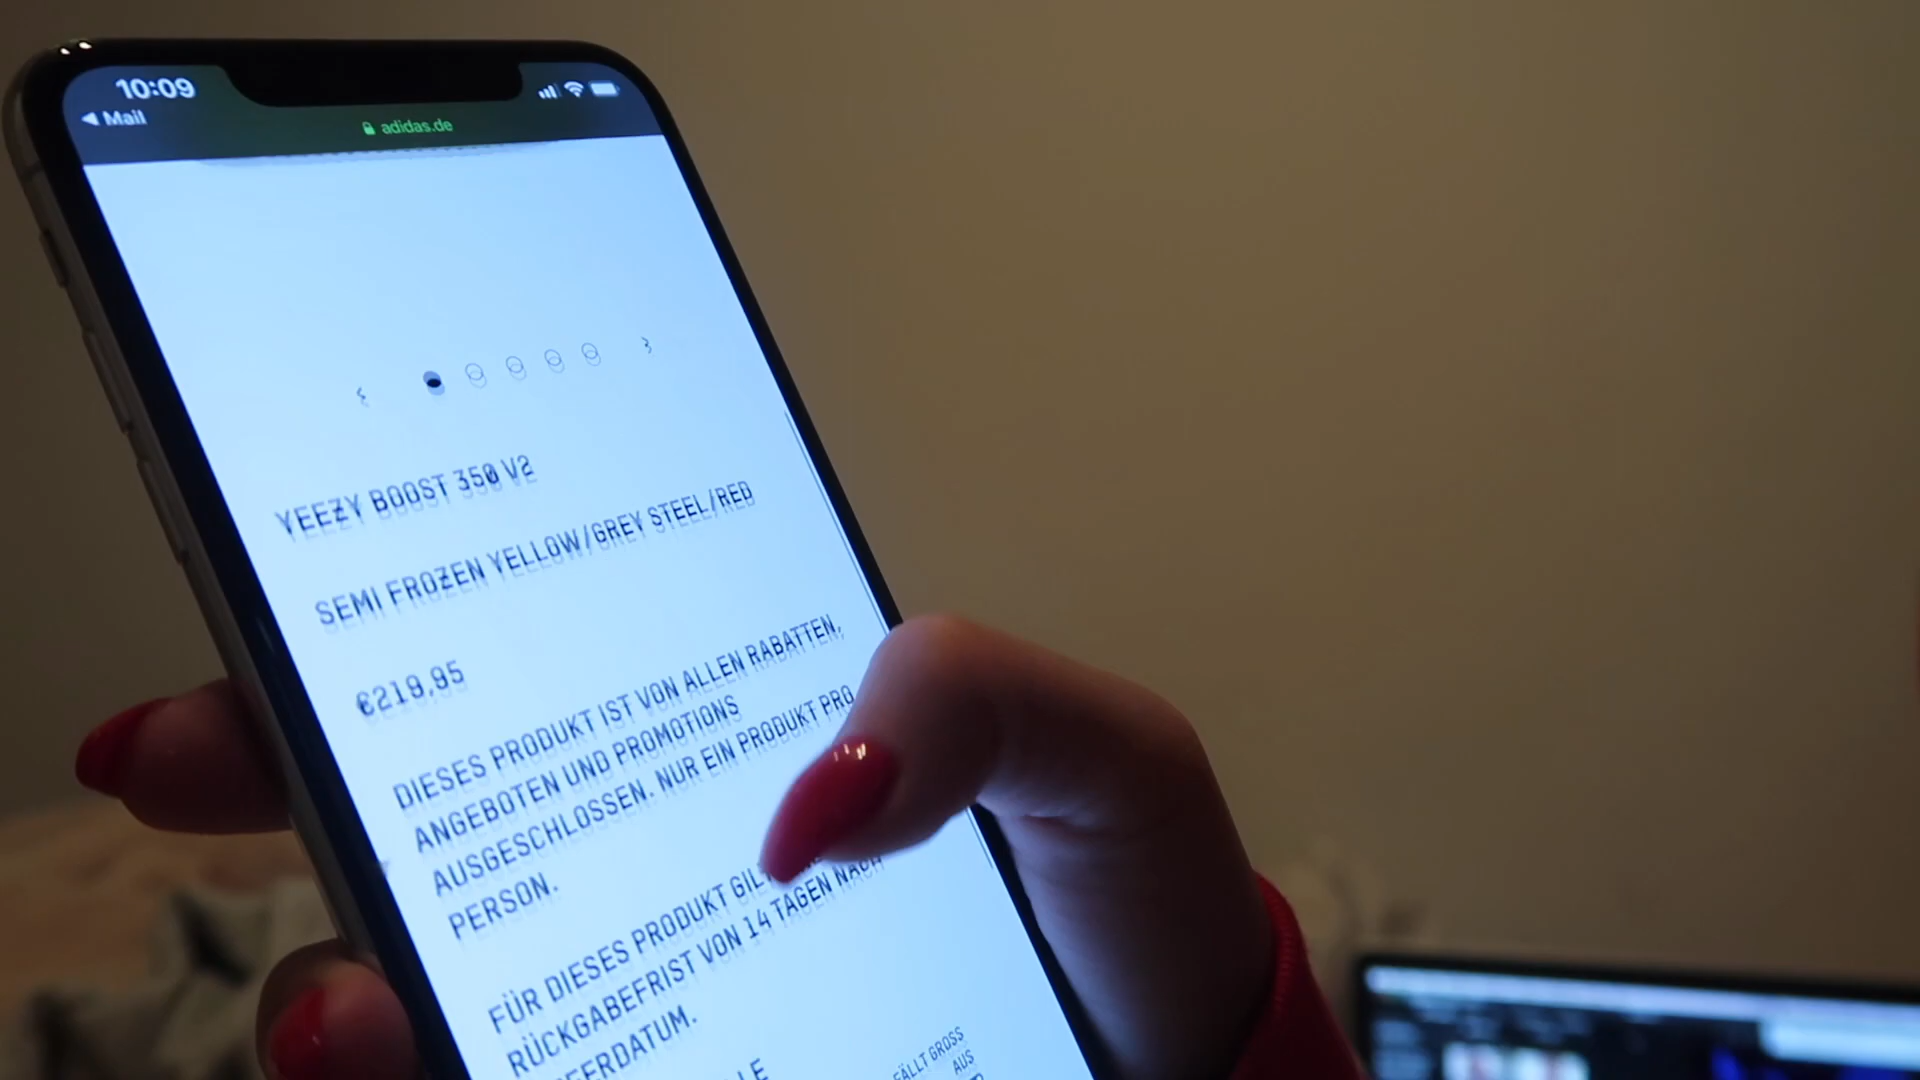 10:09
Mail
adidas.de
YEEZY BOOST 350 V2
SEMI FROZEN YELLOW/GREY STEEL/RED
€219,95
DIESES PRODUKT IST VON ALLEN RABATTEN,
ANGEBOTEN UND PROMOTIONS
AUSGESCHLOSSEN. NUR EIN PRODUKT PRO
PERSON.
FÜR DIESES PRODUKT GILT
RÜCKGABEFRIST VON 14 TAGEN NACH
FÄLLT GROSS
AUS